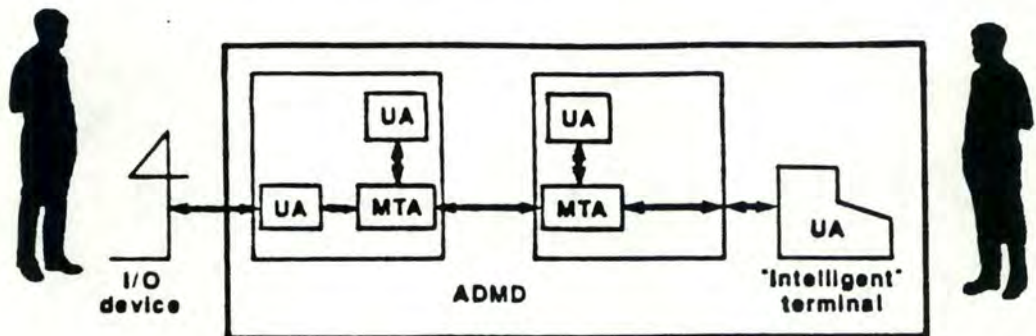 UA
UA
UA
MTA
MTA
UA
I/O
device
ADMD
"Intelligent"
terminal